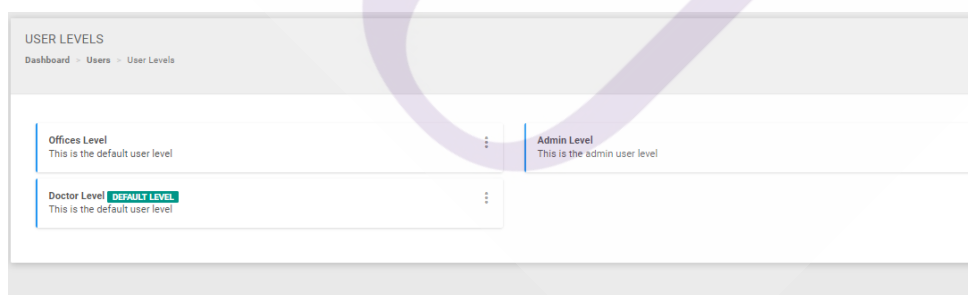 USER LEVELS
Dashboard > Users > User Levels
Offices Level
This is the default user level
Admin Level
This is the admin user level
Doctor Level DEFAULT LEVEL
This is the default user level